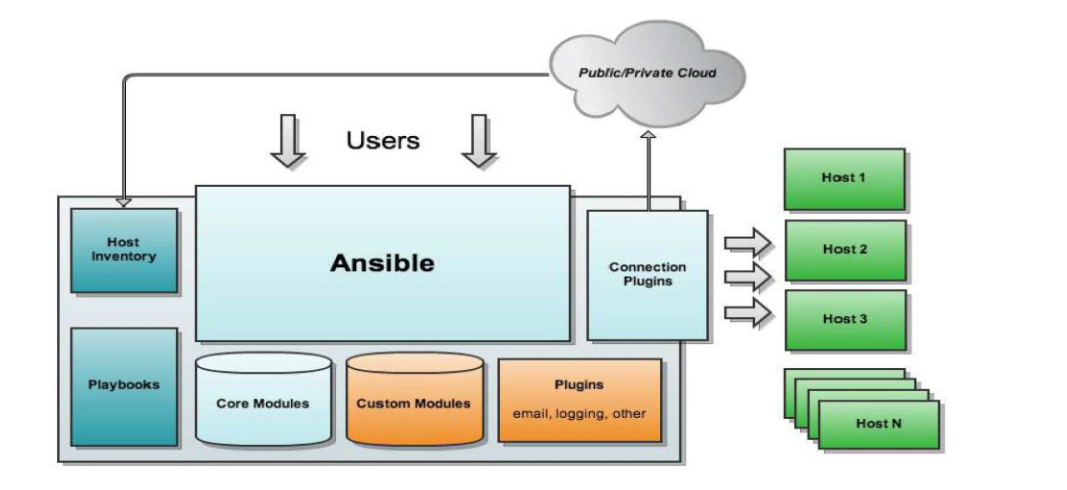 Public/Private Cloud
Users
Host
Inventory
Ansible
Connection
Plugins
Host 1
Host 2
Host 3
Host N
Playbooks
Core Modules
Custom Modules
Plugins
email, logging, other